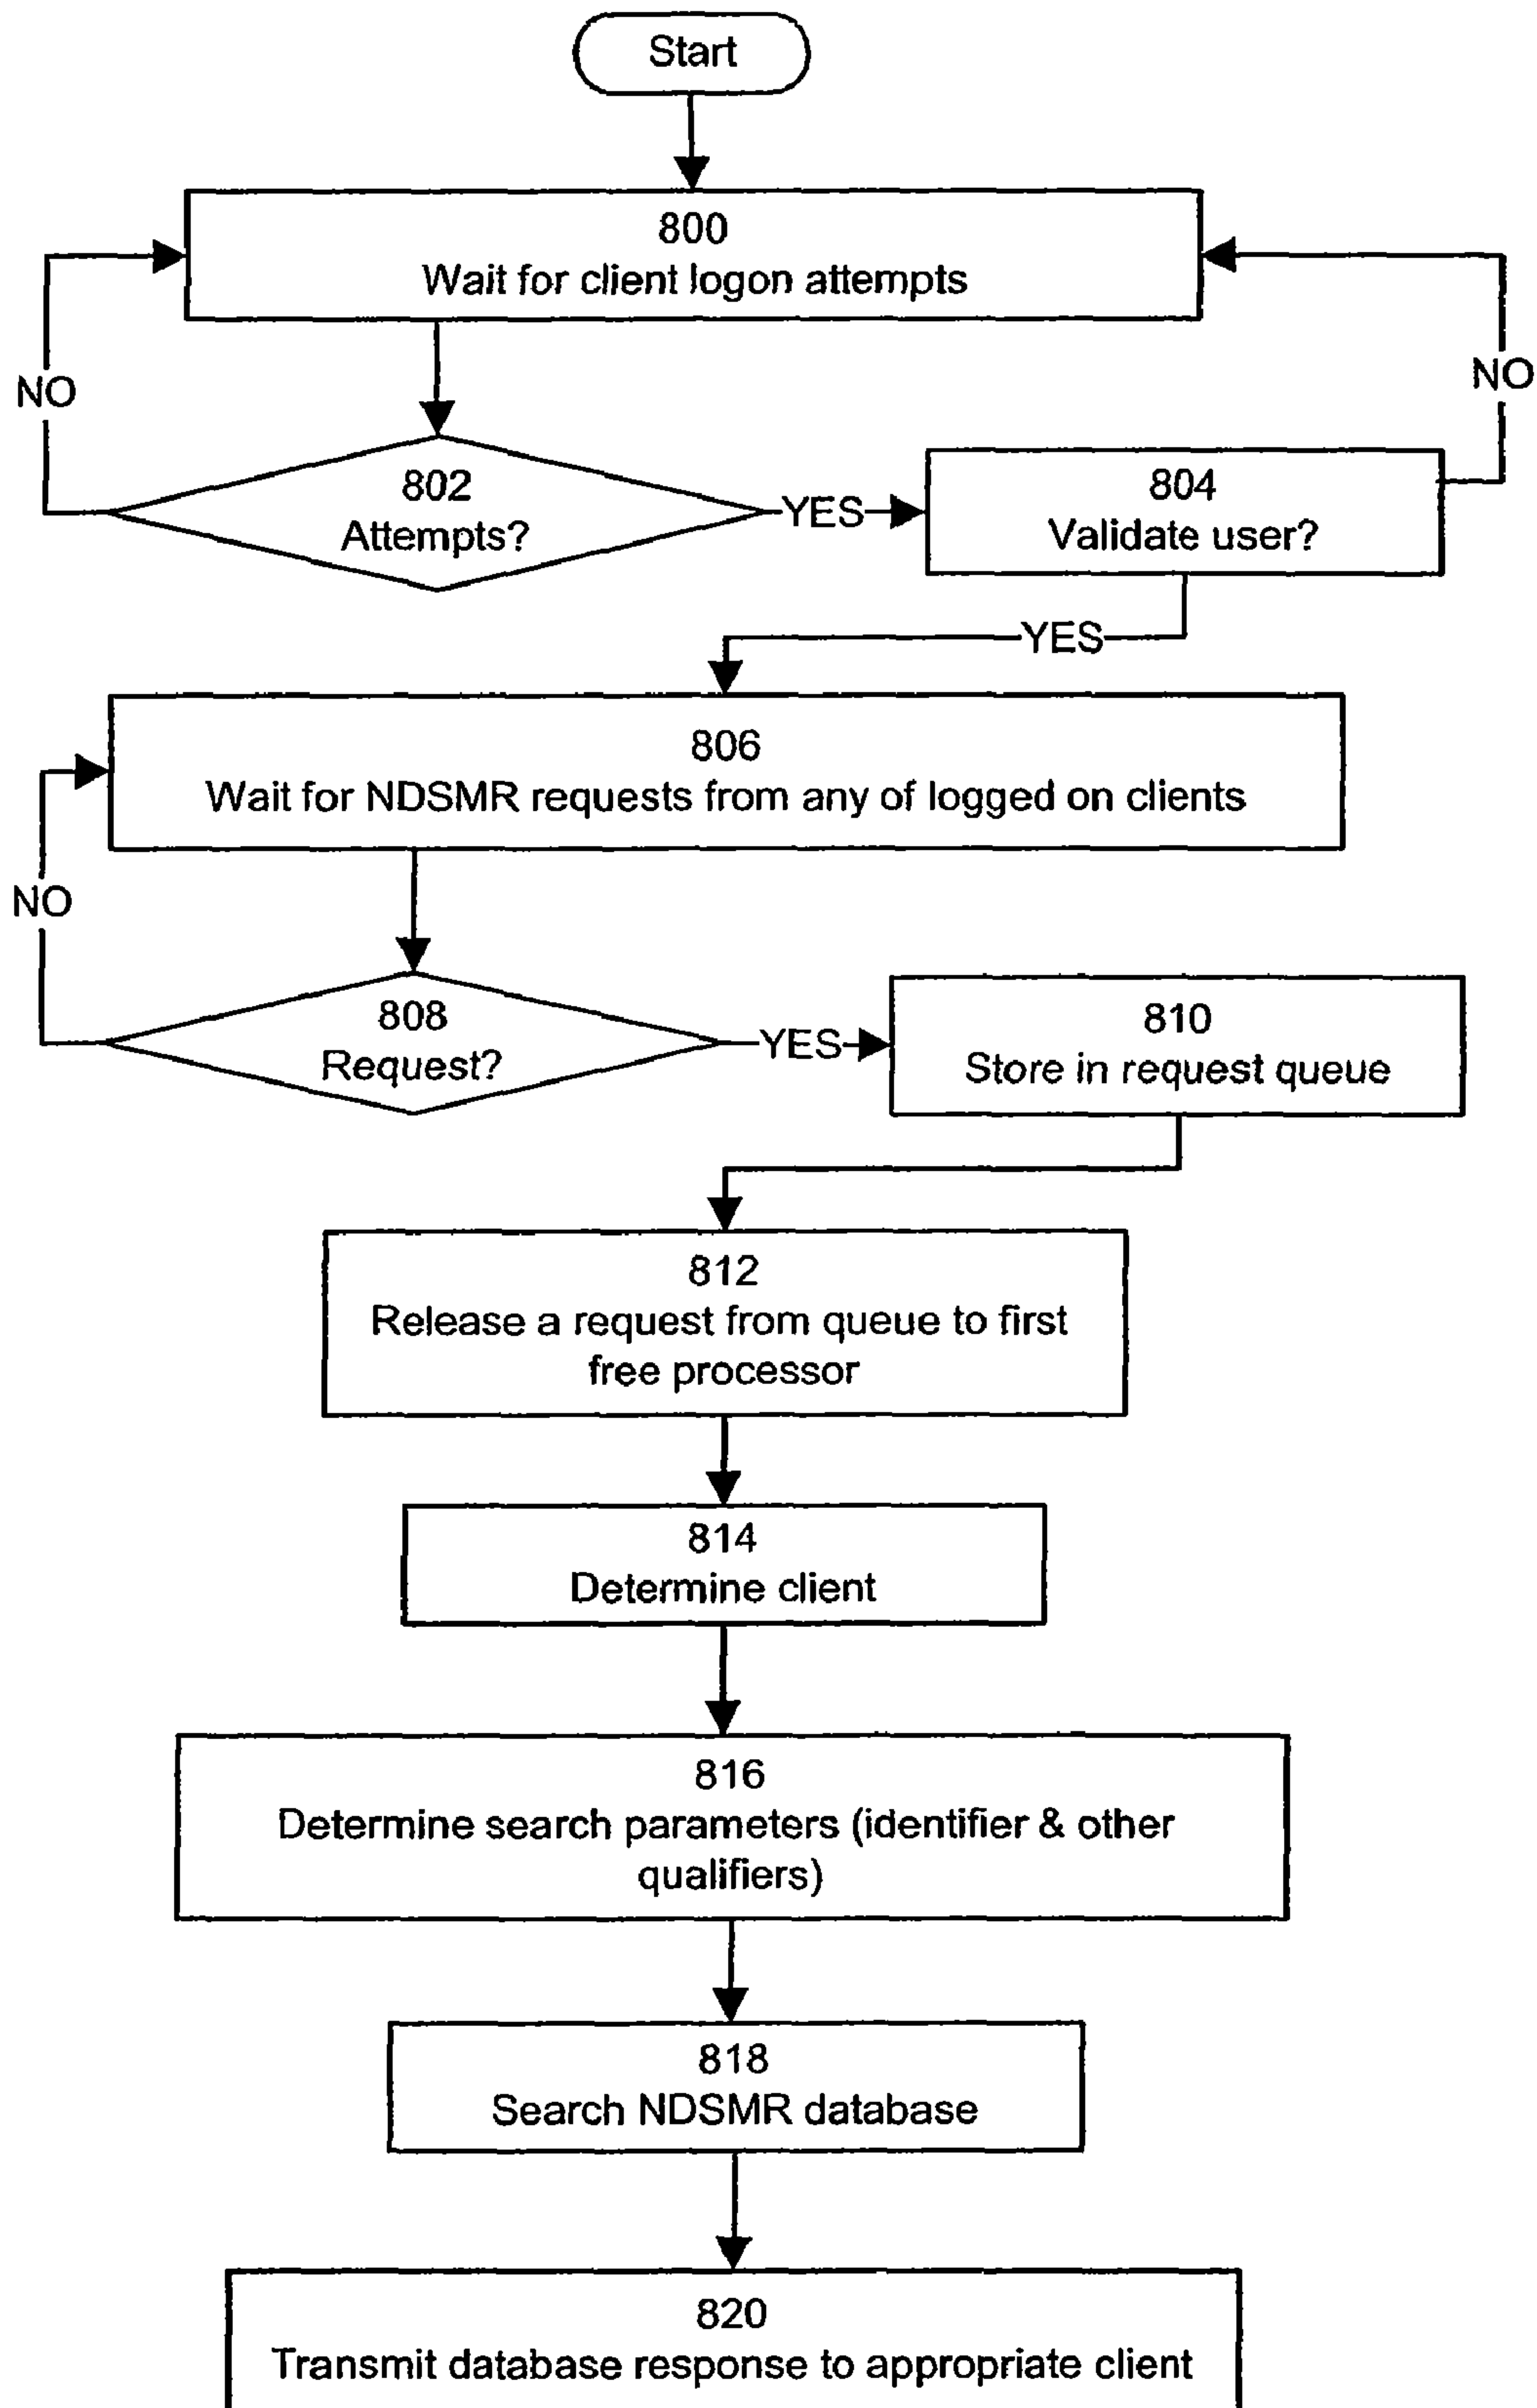 Start
800
Wait for client logon attempts
NO
NO
802
Attempts?
YES
804
Validate user?
YES
806
Wait for NDSMR requests from any of logged on clients
NO
808
Request?
YES
810
Store in request queue
812
Release a request from queue to first
free processor
814
Determine client
816
Determine search parameters (identifier & other
qualifiers)
818
Search NDSMR database
820
Transmit database response to appropriate client